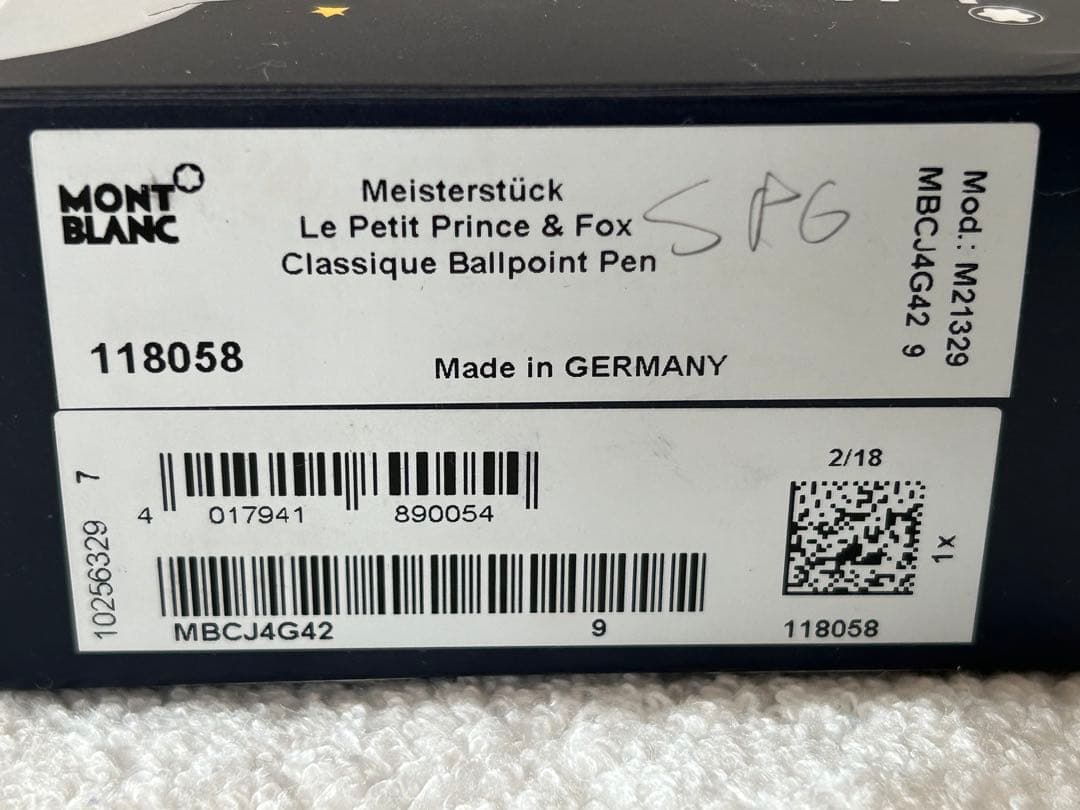 MONT
BLANC
Meisterstück
Le Petit Prince & Fox
Classique Ballpoint Pen
SPG
118058
Made in GERMANY
Mod.: M21329
MBCJ4G42 9
10256329 7
4 017941 890054
MBCJ4G42 9
2/18
x1
118058